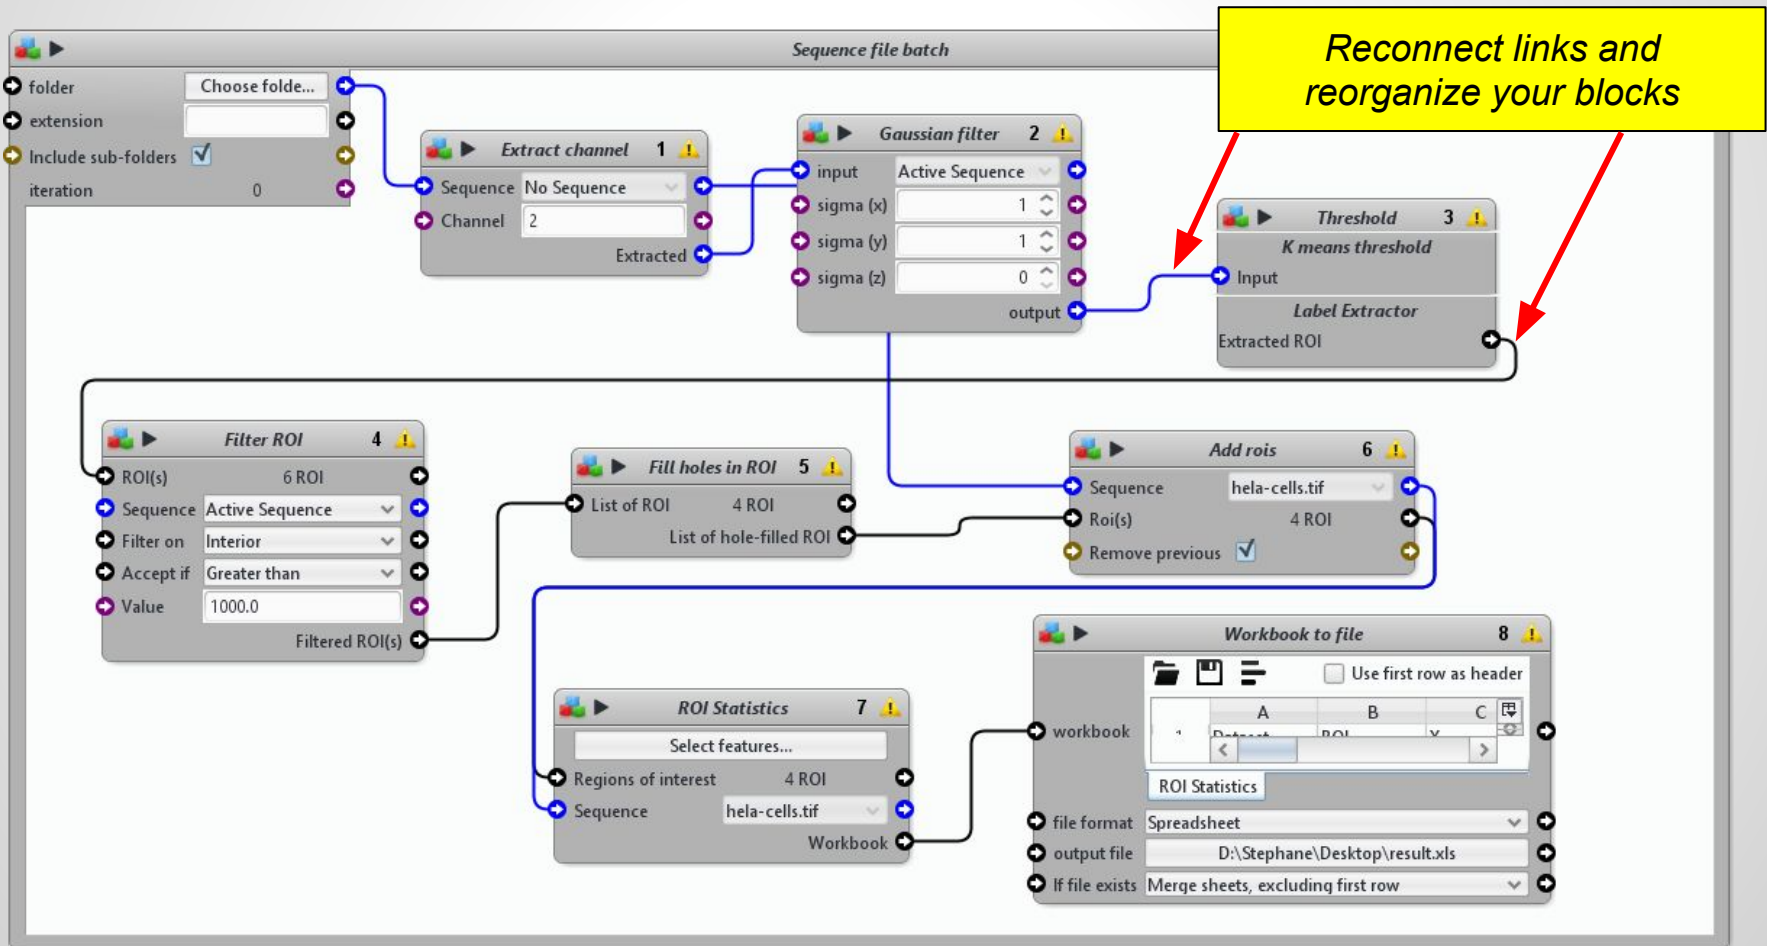 Sequence file batch
Reconnect links and
reorganize your blocks
folder Choose folde...
extension
Include sub-folders
iteration 0
Extract channel 1
Sequence No Sequence
Channel 2
Extracted
Gaussian filter 2
input Active Sequence
sigma (x) 1
sigma (y) 1
sigma (z) 0
output
Threshold 3
K means threshold
Input
Label Extractor
Extracted ROI
Filter ROI 4
ROI(s) 6 ROI
Sequence Active Sequence
Filter on Interior
Accept if Greater than
Value 1000.0
Filtered ROI(s)
Fill holes in ROI 5
List of ROI 4 ROI
List of hole-filled ROI
Add rois 6
Sequence hela-cells.tif
Roi(s) 4 ROI
Remove previous
ROI Statistics 7
Select features...
Regions of interest 4 ROI
Sequence hela-cells.tif
Workbook
Workbook to file 8
Use first row as header
A B C
workbook
ROI Statistics
file format Spreadsheet
output file D:\Stephane\Desktop\result.xls
If file exists Merge sheets, excluding first row